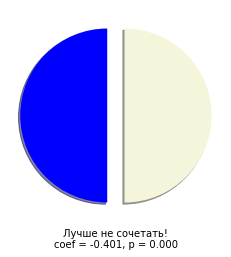 Лучше не сочетать!
coef = -0.401, p = 0.000